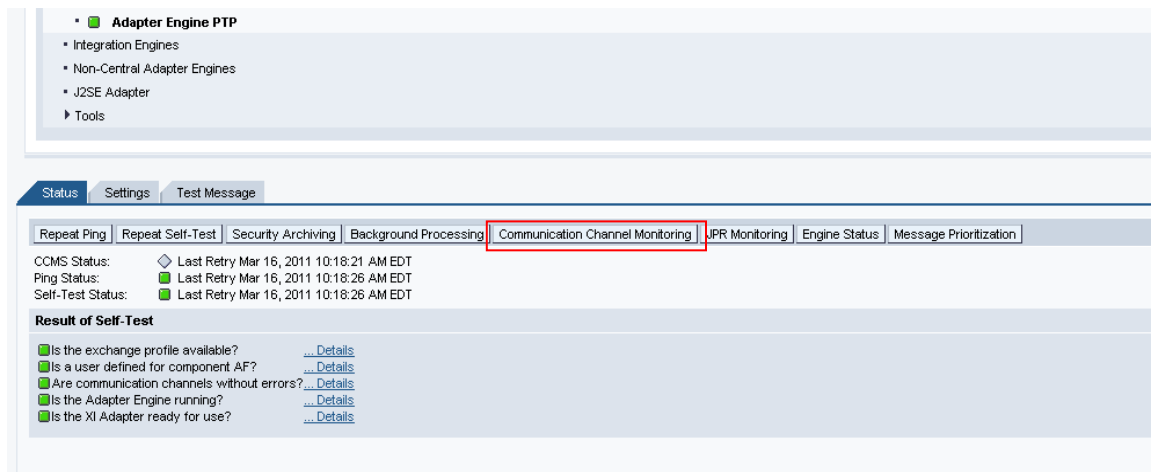 Adapter Engine PTP
Integration Engines
Non-Central Adapter Engines
J2SE Adapter
Tools
Status Settings Test Message
Repeat Ping Repeat Self-Test Security Archiving Background Processing Communication Channel Monitoring JPR Monitoring Engine Status Message Prioritization
CCMS Status: Last Retry Mar 16, 2011 10:18:21 AM EDT
Ping Status: Last Retry Mar 16, 2011 10:18:26 AM EDT
Self-Test Status: Last Retry Mar 16, 2011 10:18:26 AM EDT
Result of Self-Test
Is the exchange profile available? ... Details
Is a user defined for component AF? ... Details
Are communication channels without errors? ... Details
Is the Adapter Engine running? ... Details
Is the XI Adapter ready for use? ... Details